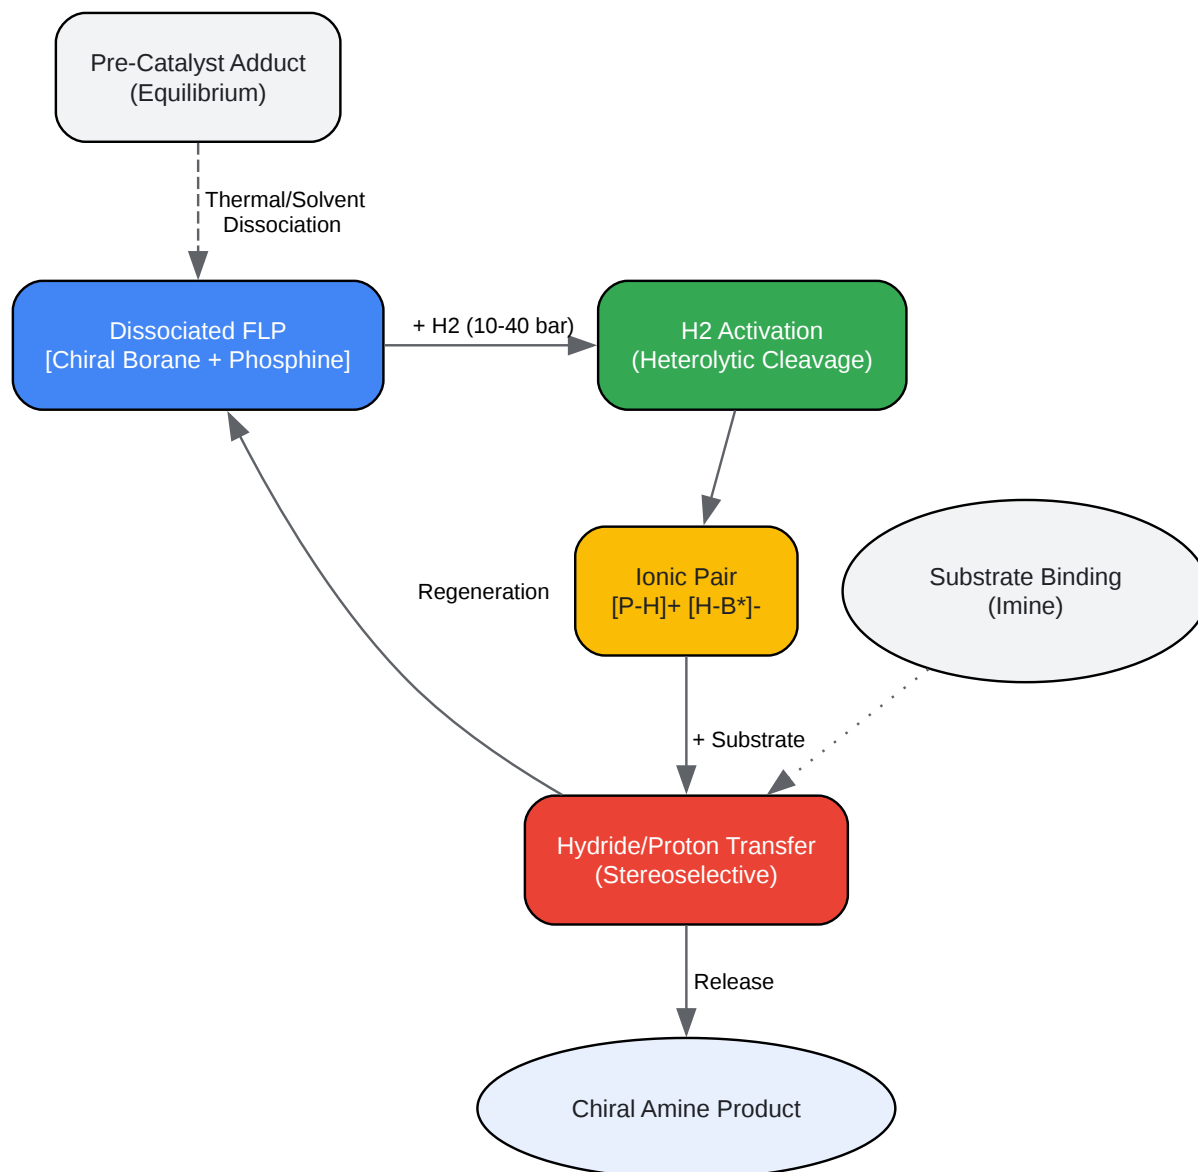 Pre-Catalyst Adduct
(Equilibrium)
Thermal/Solvent
Dissociation
Dissociated FLP
[Chiral Borane + Phosphine]
+ H2 (10-40 bar)
H2 Activation
(Heterolytic Cleavage)
Regeneration
Ionic Pair
[P-H]+ [H-B*]-
Substrate Binding
(Imine)
+ Substrate
Hydride/Proton Transfer
(Stereoselective)
Release
Chiral Amine Product